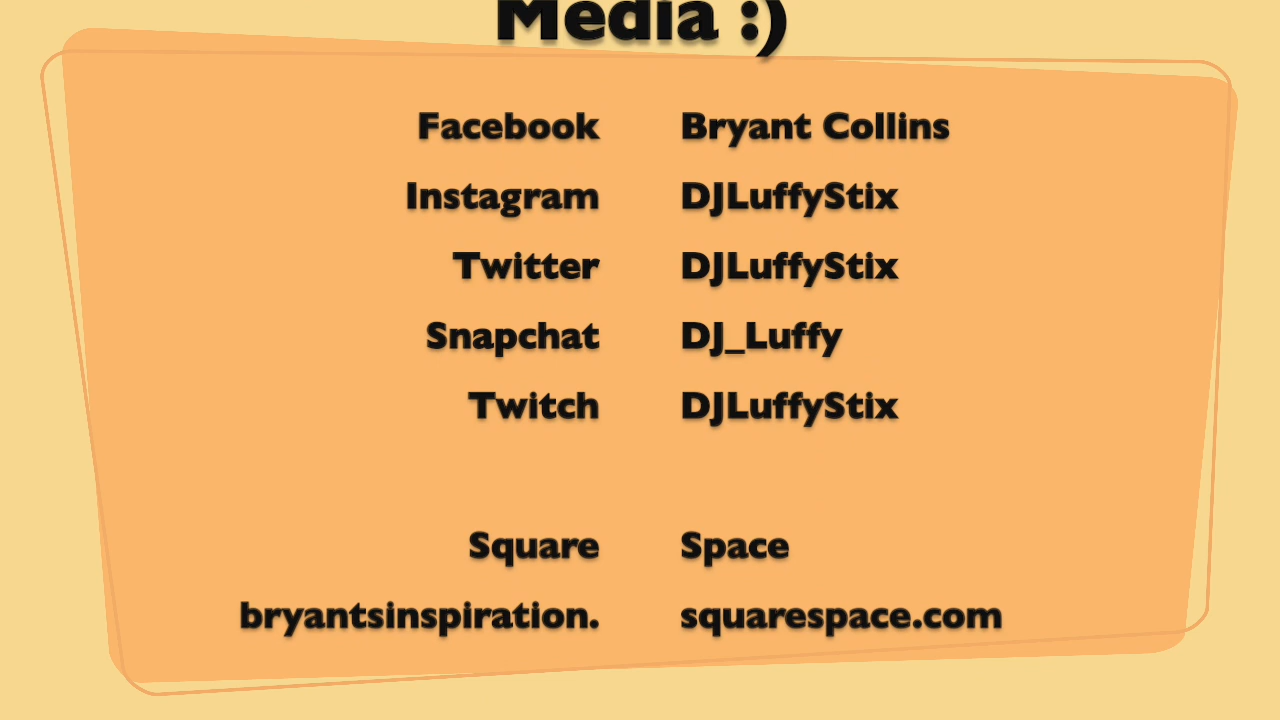 Media :)
Facebook Bryant Collins
Instagram DJLuffyStix
Twitter DJLuffyStix
Snapchat DJ_Luffy
Twitch DJLuffyStix
Square Space
bryantsinspiration. squarespace.com